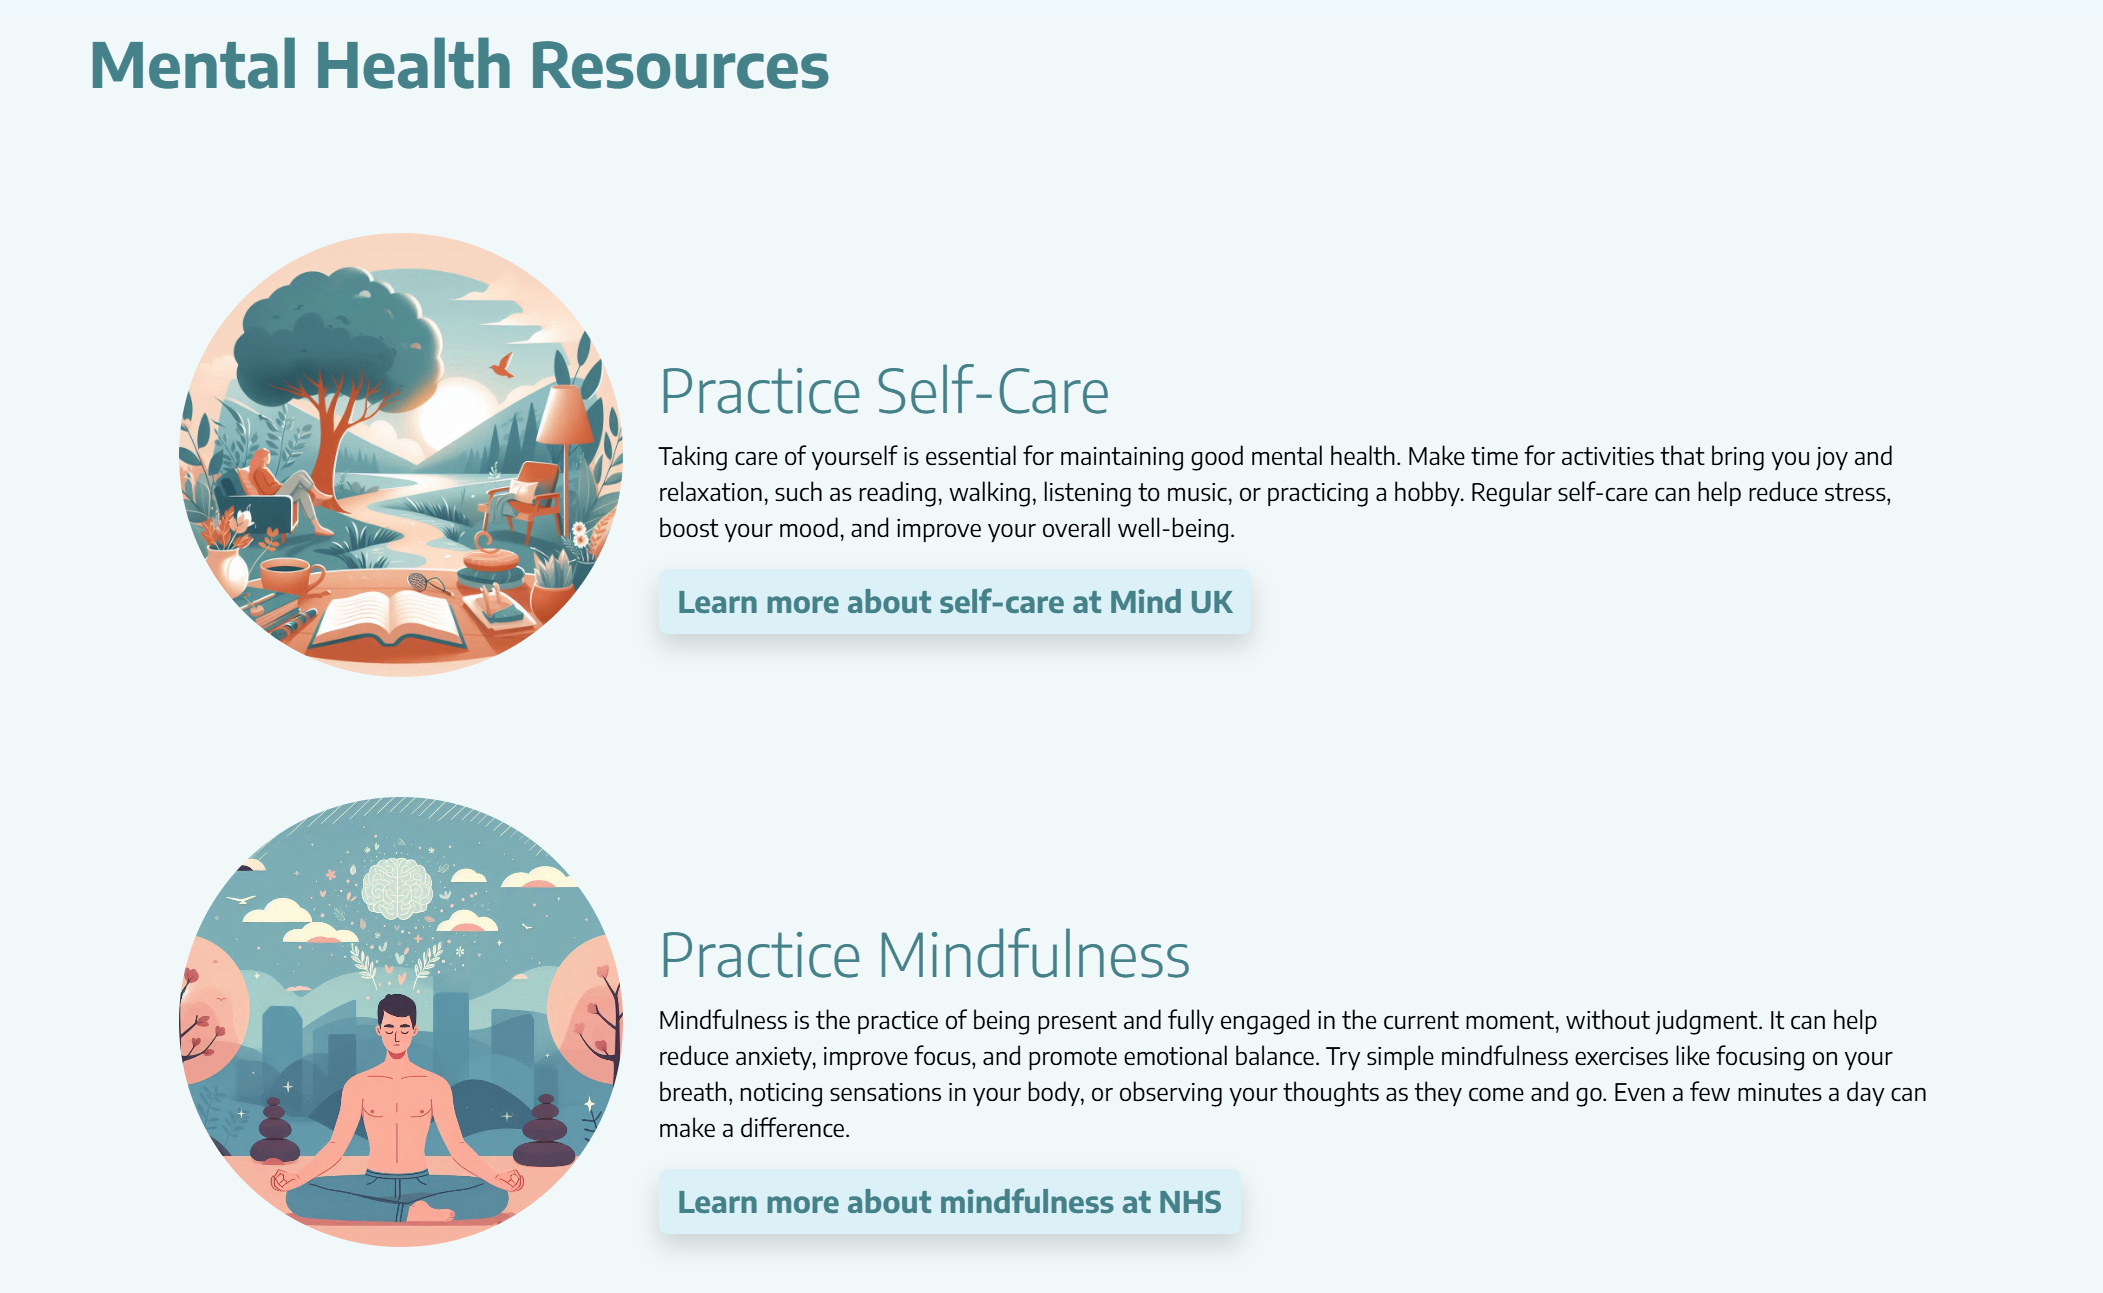 Mental Health Resources
Practice Self-Care
Taking care of yourself is essential for maintaining good mental health. Make time for activities that bring you joy and
relaxation, such as reading, walking, listening to music, or practicing a hobby. Regular self-care can help reduce stress,
boost your mood, and improve your overall well-being.
Learn more about self-care at Mind UK
Practice Mindfulness
Mindfulness is the practice of being present and fully engaged in the current moment, without judgment. It can help
reduce anxiety, improve focus, and promote emotional balance. Try simple mindfulness exercises like focusing on your
breath, noticing sensations in your body, or observing your thoughts as they come and go. Even a few minutes a day can
make a difference.
Learn more about mindfulness at NHS